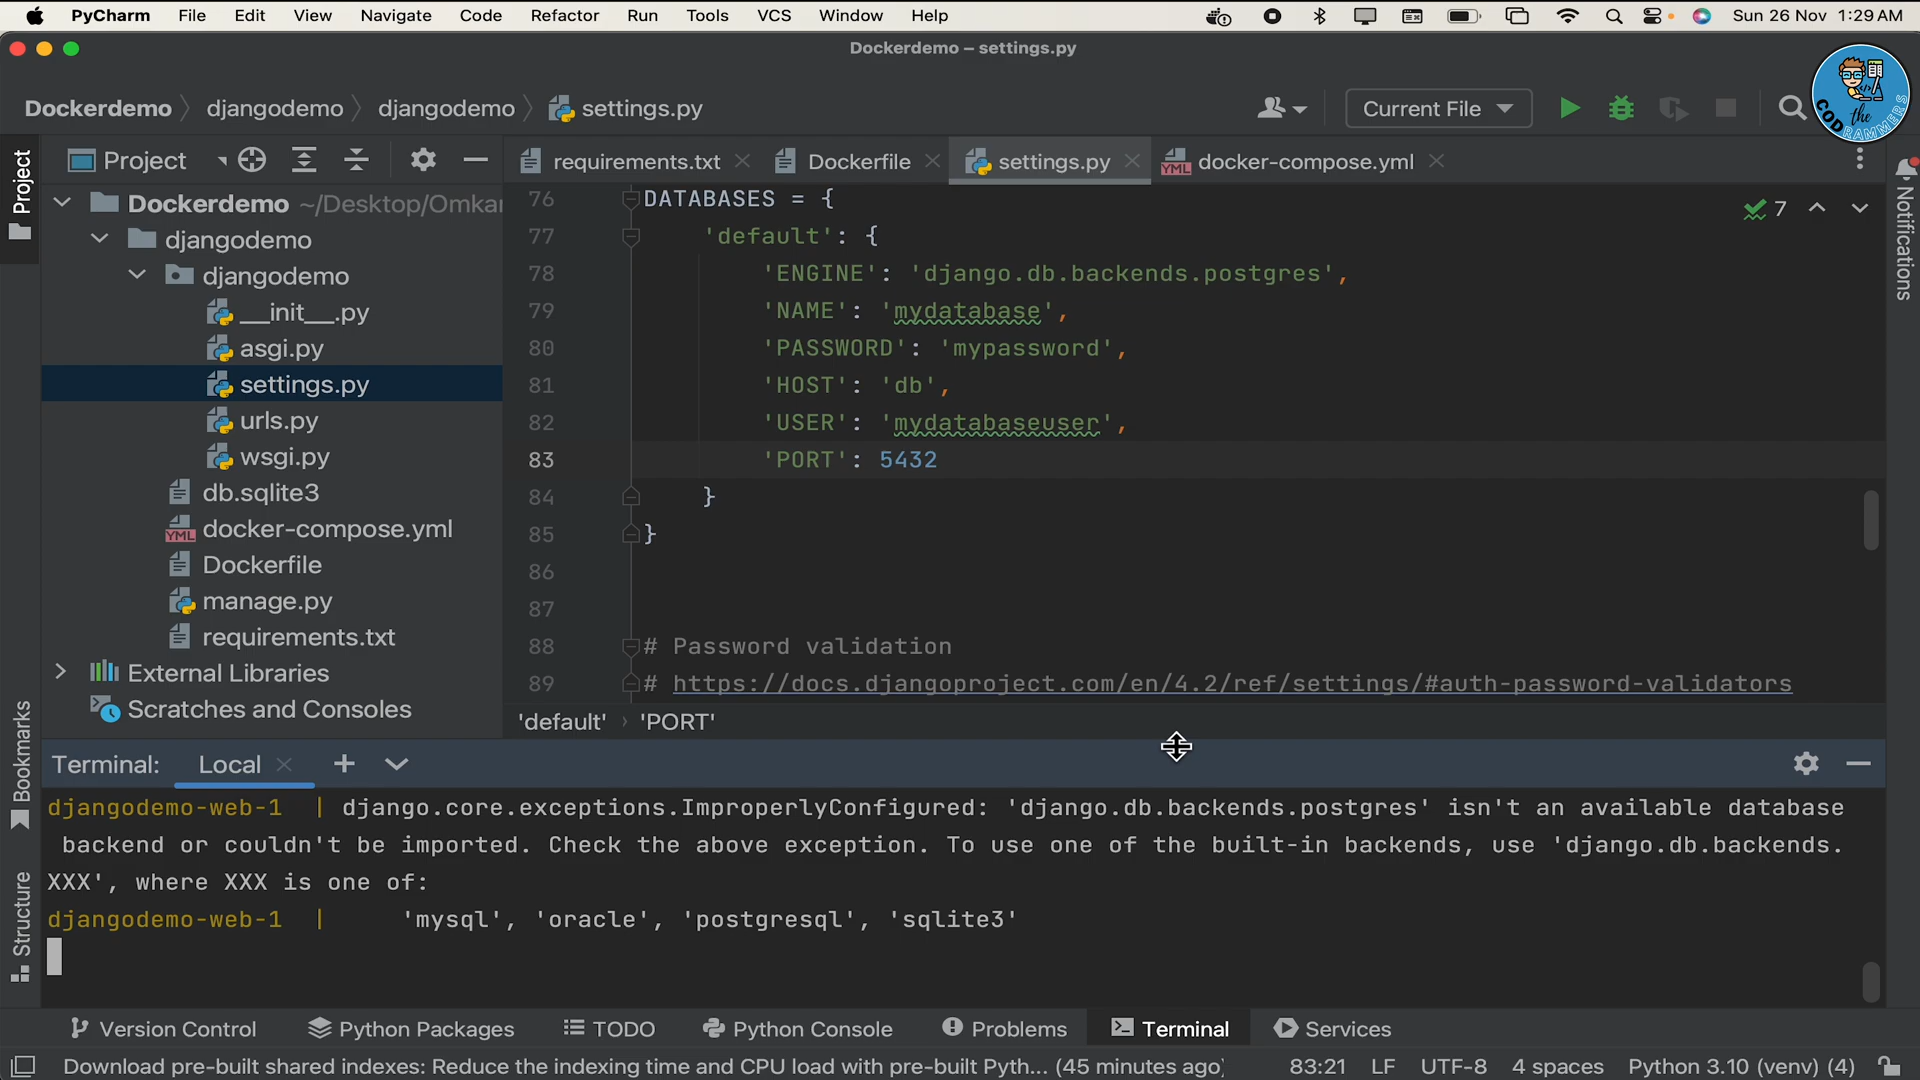 PyCharm File Edit View Navigate Code Refactor Run Tools VCS Window Help Sun 26 Nov 1:29 AM
Dockerdemo – settings.py
Dockerdemo djangodemo djangodemo settings.py Current File
in the CODRAMMERS
Project requirements.txt Dockerfile settings.py docker-compose.yml
Project
Notifications
Bookmarks
Structure
Dockerdemo ~/Desktop/Omkar
djangodemo
djangodemo
__init__.py
asgi.py
settings.py
urls.py
wsgi.py
db.sqlite3
docker-compose.yml
Dockerfile
manage.py
requirements.txt
External Libraries
Scratches and Consoles
7
76 DATABASES = {
77 'default': {
78 'ENGINE': 'django.db.backends.postgres',
79 'NAME': 'mydatabase',
80 'PASSWORD': 'mypassword',
81 'HOST': 'db',
82 'USER': 'mydatabaseuser',
83 'PORT': 5432
84 }
85 }
86
87
88 # Password validation
89 # https://docs.djangoproject.com/en/4.2/ref/settings/#auth-password-validators
'default' › 'PORT'
Terminal: Local
djangodemo-web-1 | django.core.exceptions.ImproperlyConfigured: 'django.db.backends.postgres' isn't an available database
backend or couldn't be imported. Check the above exception. To use one of the built-in backends, use 'django.db.backends.
XXX', where XXX is one of:
djangodemo-web-1 | 'mysql', 'oracle', 'postgresql', 'sqlite3'
Version Control Python Packages TODO Python Console Problems Terminal Services
Download pre-built shared indexes: Reduce the indexing time and CPU load with pre-built Pyth... (45 minutes ago) 83:21 LF UTF-8 4 spaces Python 3.10 (venv) (4)